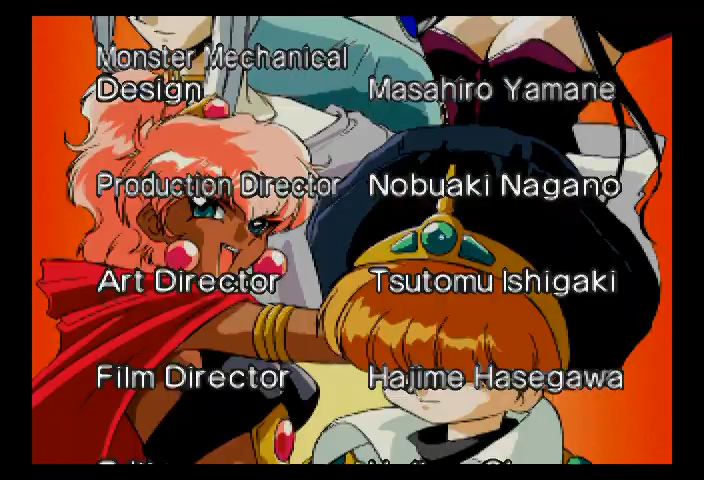 Monster Mechanical
Design Masahiro Yamane
Production Director Nobuaki Nagano
Art Director Tsutomu Ishigaki
Film Director Hajime Hasegawa